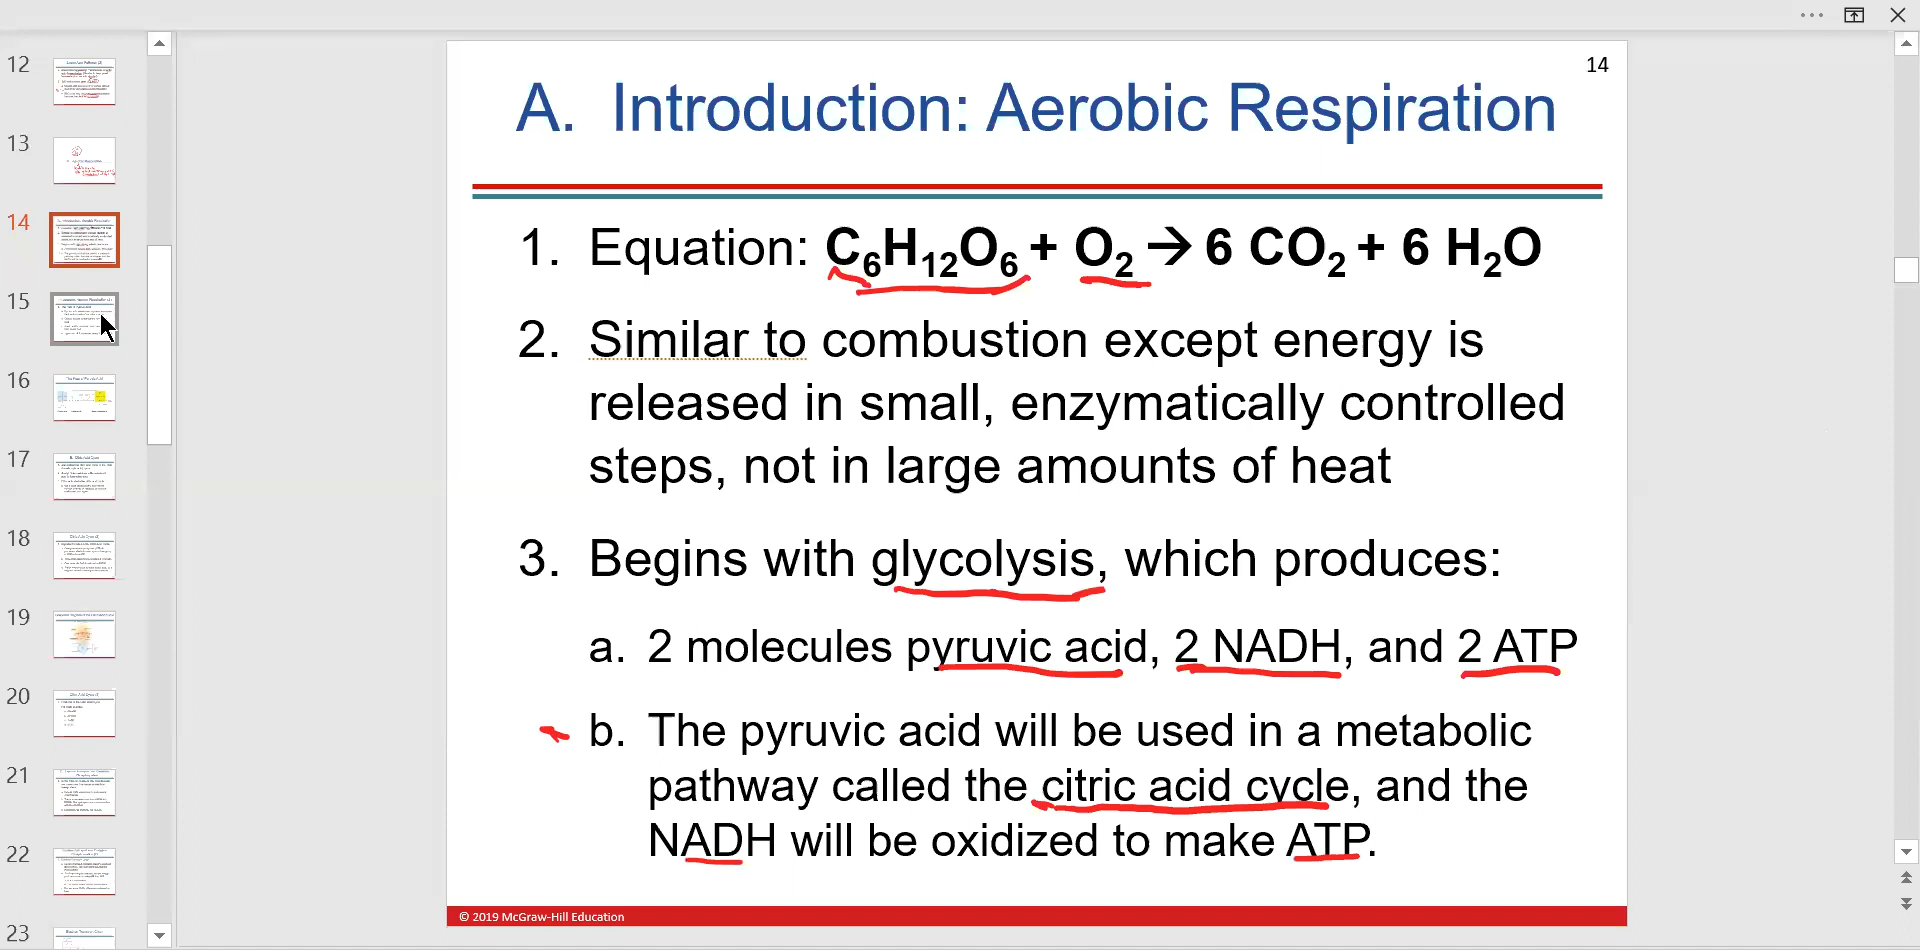 14
A. Introduction: Aerobic Respiration
1. Equation: C₆H₁₂O₆ + O₂ → 6 CO₂ + 6 H₂O
2. Similar to combustion except energy is
released in small, enzymatically controlled
steps, not in large amounts of heat
3. Begins with glycolysis, which produces:
a. 2 molecules pyruvic acid, 2 NADH, and 2 ATP
b. The pyruvic acid will be used in a metabolic
pathway called the citric acid cycle, and the
NADH will be oxidized to make ATP.
© 2019 McGraw-Hill Education
12
13
14
15
16
17
18
19
20
21
22
23